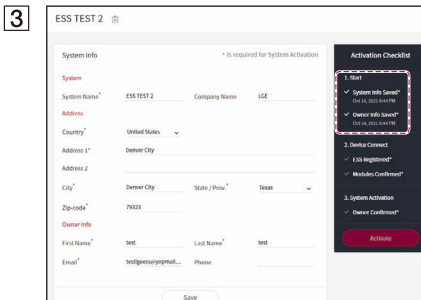 3
ESS TEST 2
System info
* Is required for System Activation
System
System Name* ESS TEST 2 Company Name LGE
Address
Country* United States
Address 1* Denver City
Address 2
City* Denver City State / Prov.* Texas
Zip-code* 79323
Owner Info
First Name* test Last Name* test
Email* testlgeess@yopmail.... Phone
Save
Activation Checklist
1. Start
System Info Saved*
Oct 14, 2021 8:44 PM
Owner Info Saved*
Oct 14, 2021 8:44 PM
2. Device Connect
ESS Registered*
Modules Confirmed*
3. System Activation
Owner Confirmed*
Activate